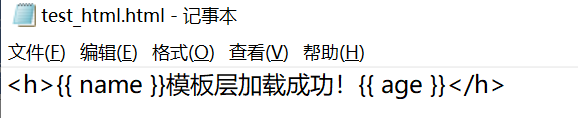 test_html.html - 记事本
文件(F) 编辑(E) 格式(O) 查看(V) 帮助(H)
<h>{{ name }}模板层加载成功！{{ age }}</h>